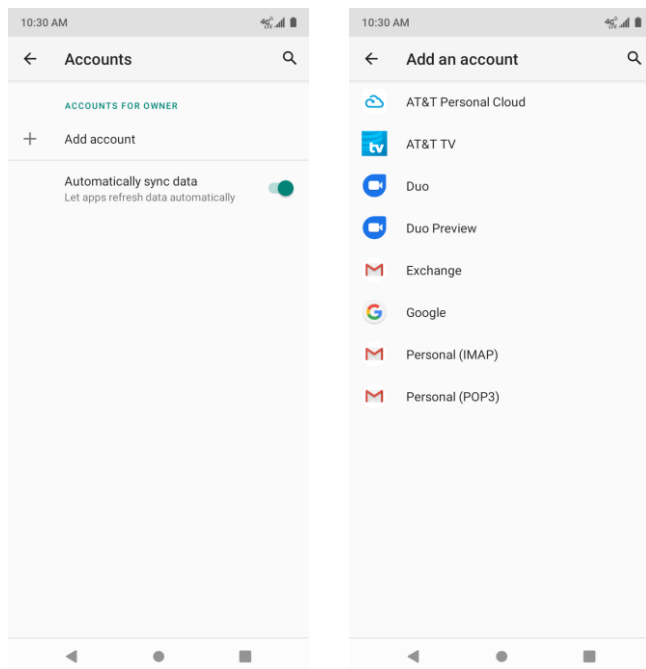 10:30 AM
Accounts
ACCOUNTS FOR OWNER
Add account
Automatically sync data
Let apps refresh data automatically
10:30 AM
Add an account
AT&T Personal Cloud
tv AT&T TV
Duo
Duo Preview
Exchange
Google
Personal (IMAP)
Personal (POP3)